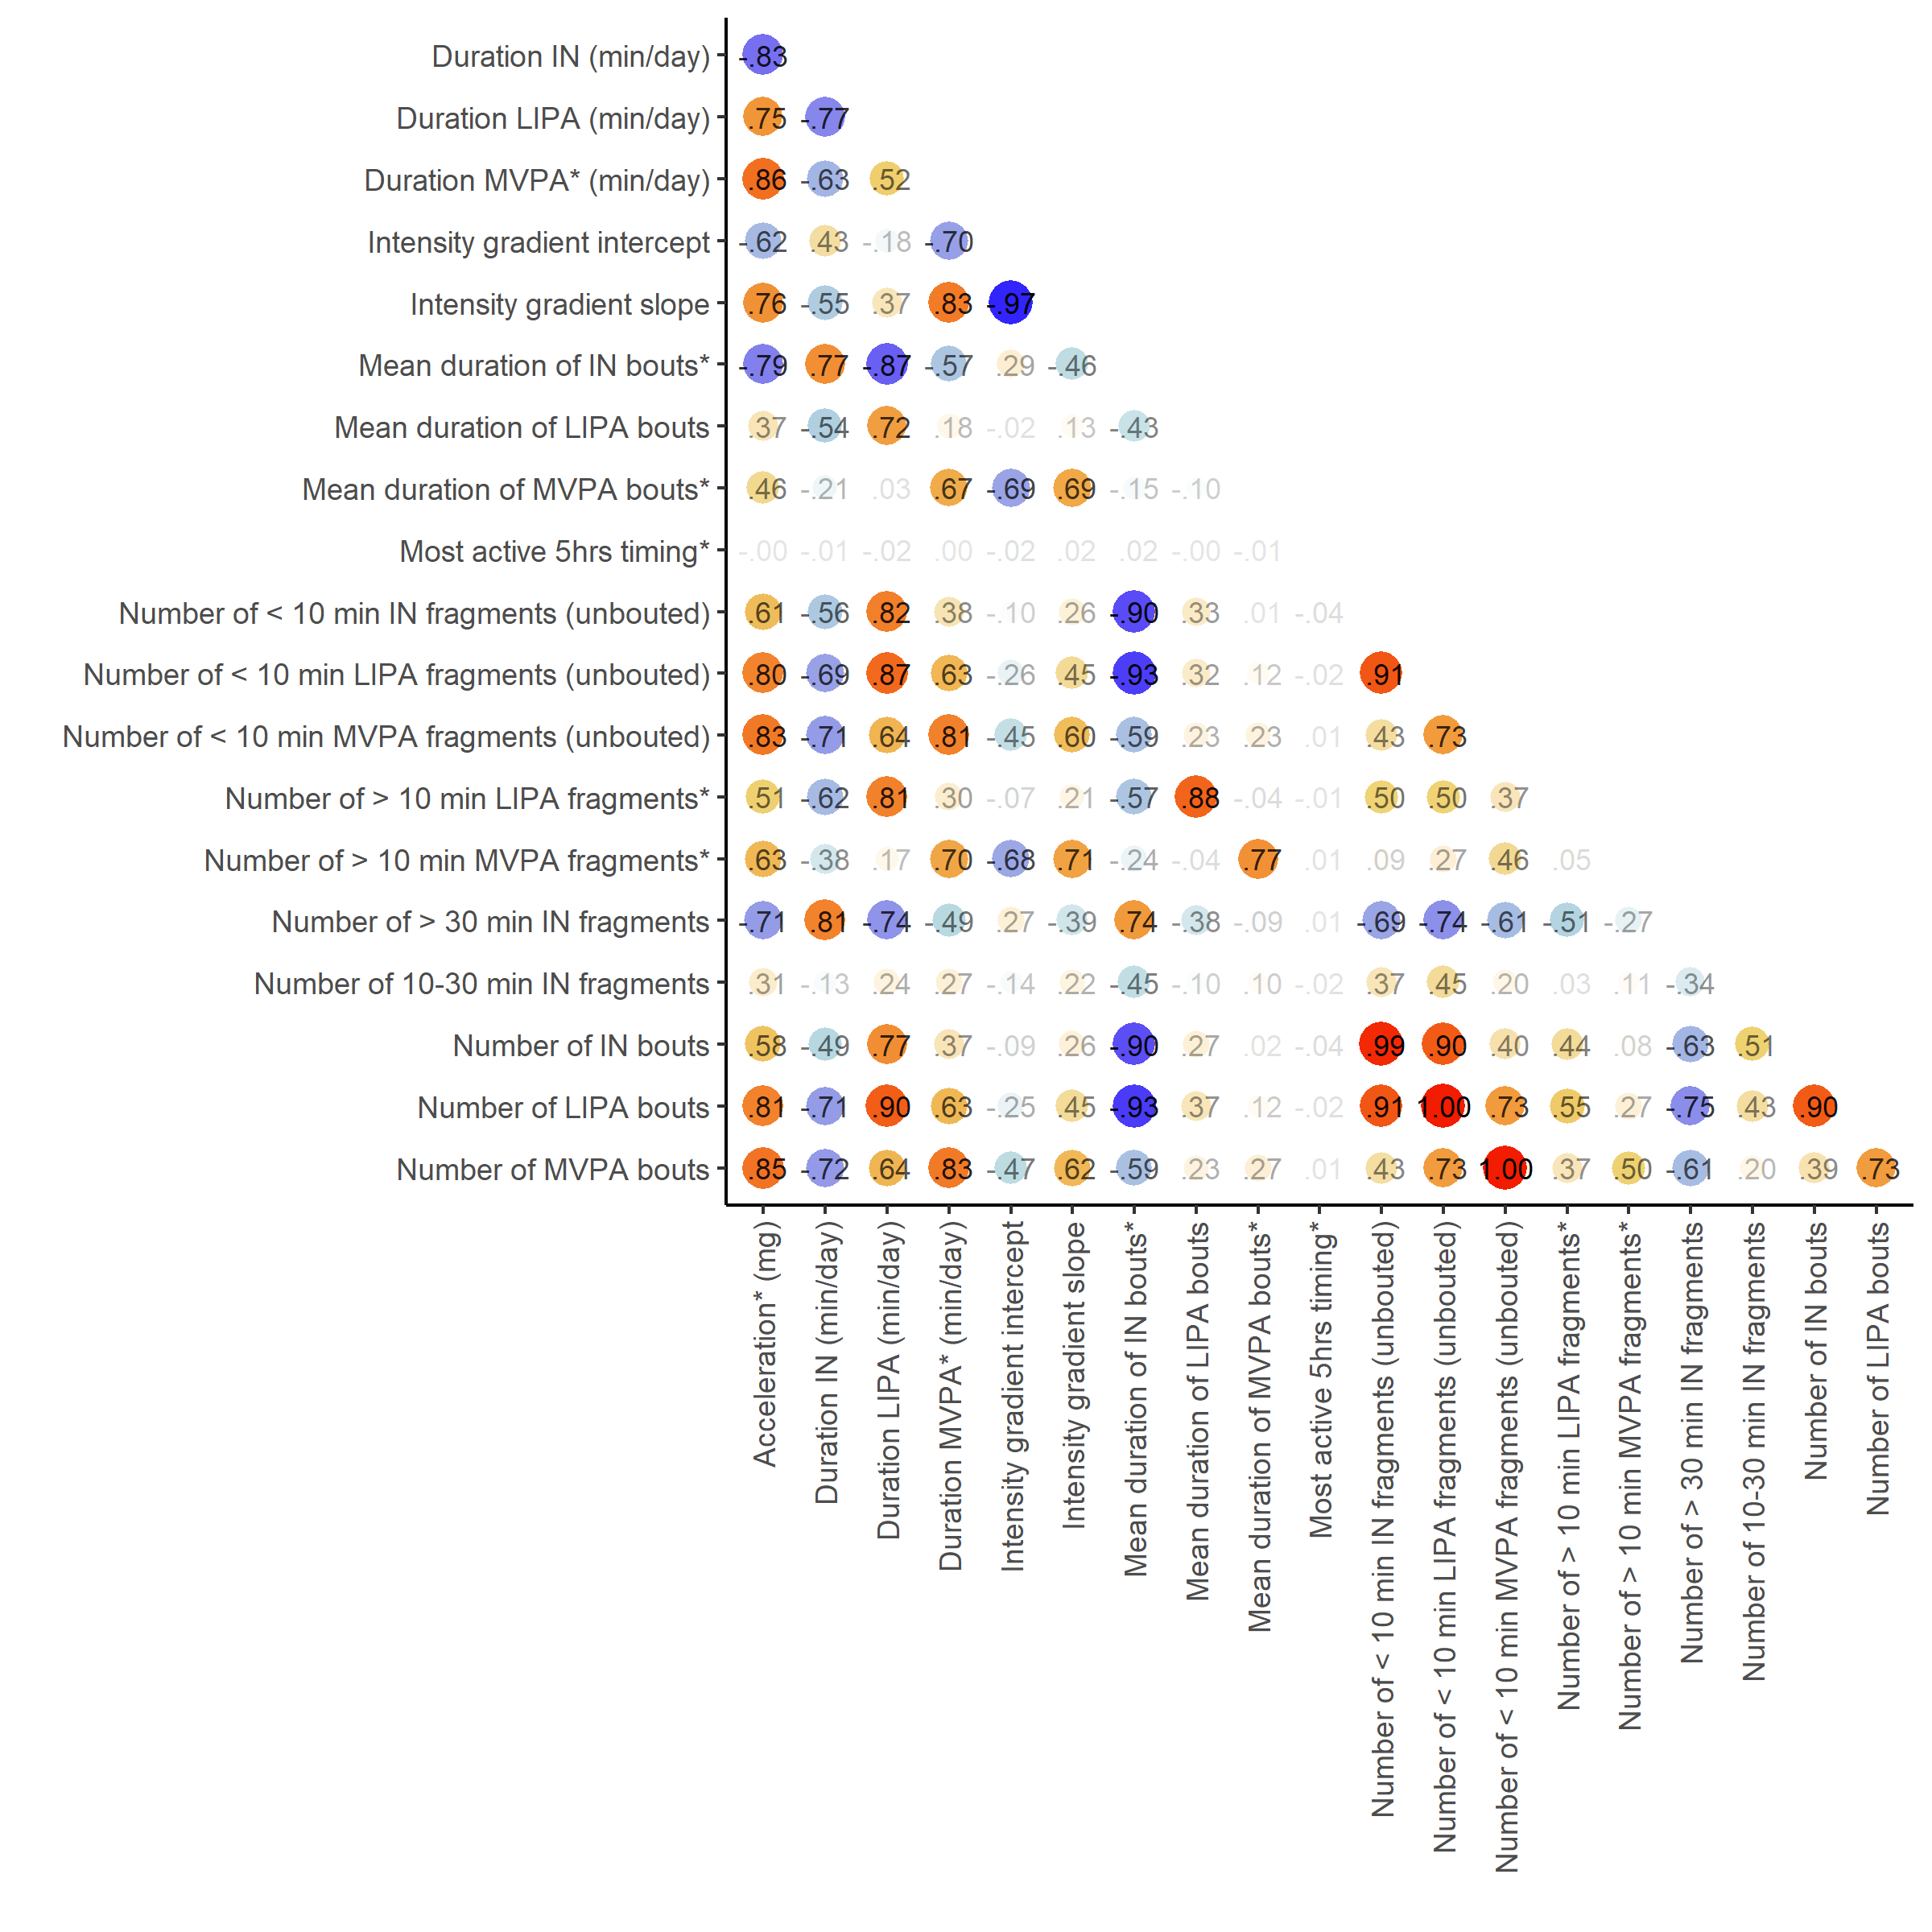 Duration IN (min/day) -.83
Duration LIPA (min/day) .75 -.77
Duration MVPA* (min/day) .86 -.63 .52
Intensity gradient intercept -.62 .43 -.18 -.70
Intensity gradient slope .76 -.55 .37 .83 -.97
Mean duration of IN bouts* -.79 .77 -.87 -.57 .29 -.46
Mean duration of LIPA bouts .37 -.54 .72 .18 -.02 .13 -.43
Mean duration of MVPA bouts* .46 -.21 .03 .67 -.69 .69 -.15 -.10
Most active 5hrs timing* -.00 -.01 -.02 .00 -.02 .02 .02 -.00 -.01
Number of < 10 min IN fragments (unbouted) .61 -.56 .82 .38 -.10 .26 -.90 .33 .01 -.04
Number of < 10 min LIPA fragments (unbouted) .80 -.69 .87 .63 -.26 .45 -.93 .32 .12 -.02 .91
Number of < 10 min MVPA fragments (unbouted) .83 -.71 .64 .81 -.45 .60 -.59 .23 .23 .01 .43 .73
Number of > 10 min LIPA fragments* .51 -.62 .81 .30 -.07 .21 -.57 .88 -.04 -.01 .50 .50 .37
Number of > 10 min MVPA fragments* .63 -.38 .17 .70 -.68 .71 -.24 -.04 .77 .01 .09 .27 .46 .05
Number of > 30 min IN fragments -.71 .81 -.74 -.49 .27 -.39 .74 -.38 -.09 .01 -.69 -.74 -.61 -.51 -.27
Number of 10-30 min IN fragments .31 -.13 .24 .27 -.14 .22 -.45 -.10 .10 -.02 .37 .45 .20 .03 .11 -.34
Number of IN bouts .58 -.49 .77 .37 -.09 .26 -.90 .27 .02 -.04 .99 .90 .40 .44 .08 -.63 .51
Number of LIPA bouts .81 -.71 .90 .63 -.25 .45 -.93 .37 .12 -.02 .91 1.00 .73 .55 .27 -.75 .43 .90
Number of MVPA bouts .85 -.72 .64 .83 -.47 .62 -.59 .23 .27 .01 .43 .73 1.00 .37 .50 -.61 .20 .39 .73
Acceleration* (mg)
Duration IN (min/day)
Duration LIPA (min/day)
Duration MVPA* (min/day)
Intensity gradient intercept
Intensity gradient slope
Mean duration of IN bouts*
Mean duration of LIPA bouts
Mean duration of MVPA bouts*
Most active 5hrs timing*
Number of < 10 min IN fragments (unbouted)
Number of < 10 min LIPA fragments (unbouted)
Number of < 10 min MVPA fragments (unbouted)
Number of > 10 min LIPA fragments*
Number of > 10 min MVPA fragments*
Number of > 30 min IN fragments
Number of 10-30 min IN fragments
Number of IN bouts
Number of LIPA bouts